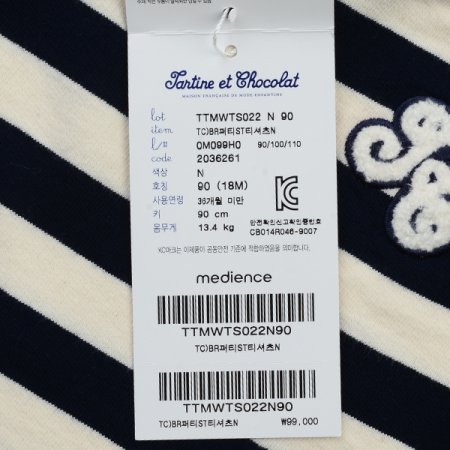 Tartine et Chocolat
MAISON FRANÇAISE DE MODE ENFANTINE
lot TTMWTS022 N 90
item TC)BR퍼티ST티셔츠N
l/# 0M099H0 90/100/110
code 2036261
색상 N
호칭 90 (18M)
사용연령 36개월 미만
키 90 cm
몸무게 13.4 kg
안전확인신고확인증번호
CB014R046-9007
KC마크는 이제품이 공통안전 기준에 적합하였음을 의미합니다.
medience
TTMWTS022N90
TC)BR퍼티ST티셔츠N
TTMWTS022N90
TC)BR퍼티ST티셔츠N ₩99,000